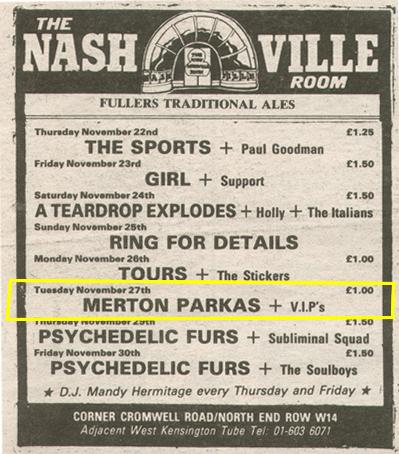 THE
NASHVILLE
ROOM
FULLERS TRADITIONAL ALES
Thursday November 22nd £1.25
THE SPORTS + Paul Goodman
Friday November 23rd £1.50
GIRL + Support
Saturday November 24th £1.50
A TEARDROP EXPLODES + Holly + The Italians
Sunday November 25th
RING FOR DETAILS
Monday November 26th £1.00
TOURS + The Stickers
Tuesday November 27th £1.00
MERTON PARKAS + V.I.P's
Thursday November 29th £1.50
PSYCHEDELIC FURS + Subliminal Squad
Friday November 30th £1.50
PSYCHEDELIC FURS + The Soulboys
★ D.J. Mandy Hermitage every Thursday and Friday ★
CORNER CROMWELL ROAD/NORTH END ROW W14
Adjacent West Kensington Tube Tel: 01-603 6071